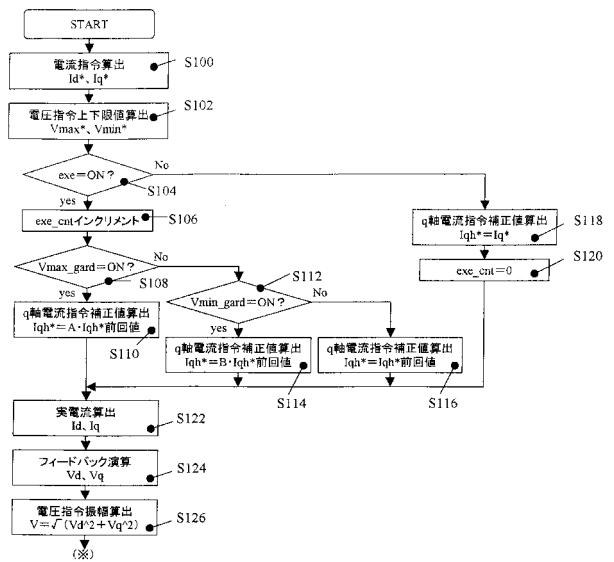 START
電流指令算出
Id*、Iq*
S100
電圧指令上下限値算出
Vmax*、Vmin*
S102
exe=ON?
No
S104
yes
exe_cntインクリメント
S106
q軸電流指令補正値算出
Iqh*=Iq*
S118
exe_cnt=0
S120
Vmax_gard=ON?
No
S108
yes
Vmin_gard=ON?
S112
No
yes
q軸電流指令補正値算出
Iqh*=A・Iqh*前回値
S110
q軸電流指令補正値算出
Iqh*=B・Iqh*前回値
S114
q軸電流指令補正値算出
Iqh*=Iqh*前回値
S116
実電流算出
Id、Iq
S122
フィードバック演算
Vd、Vq
S124
電圧指令振幅算出
V=√(Vd^2+Vq^2)
S126
(※)